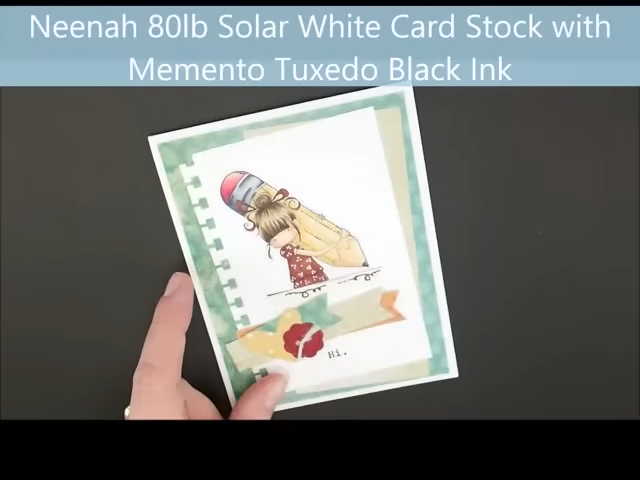 Neenah 80lb Solar White Card Stock with
Memento Tuxedo Black Ink
Hi.